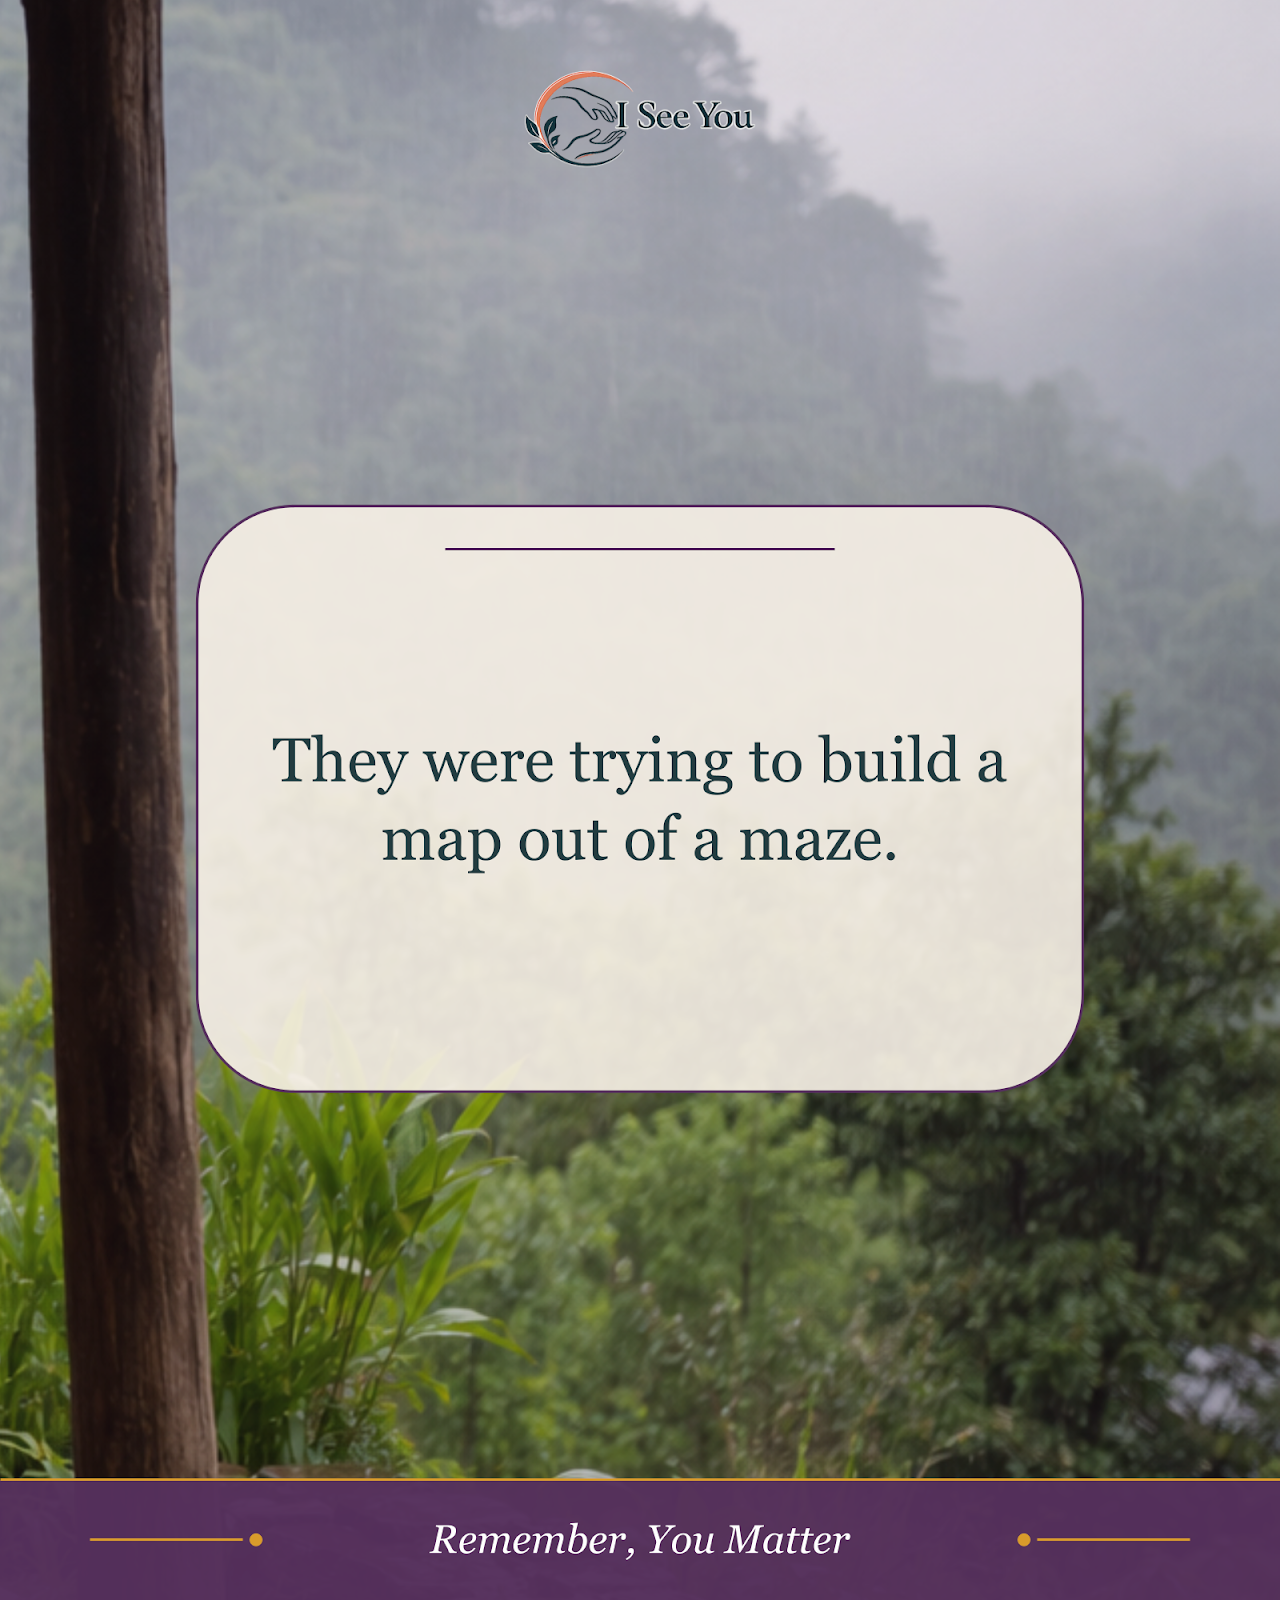 I See You
They were trying to build a
map out of a maze.
Remember, You Matter